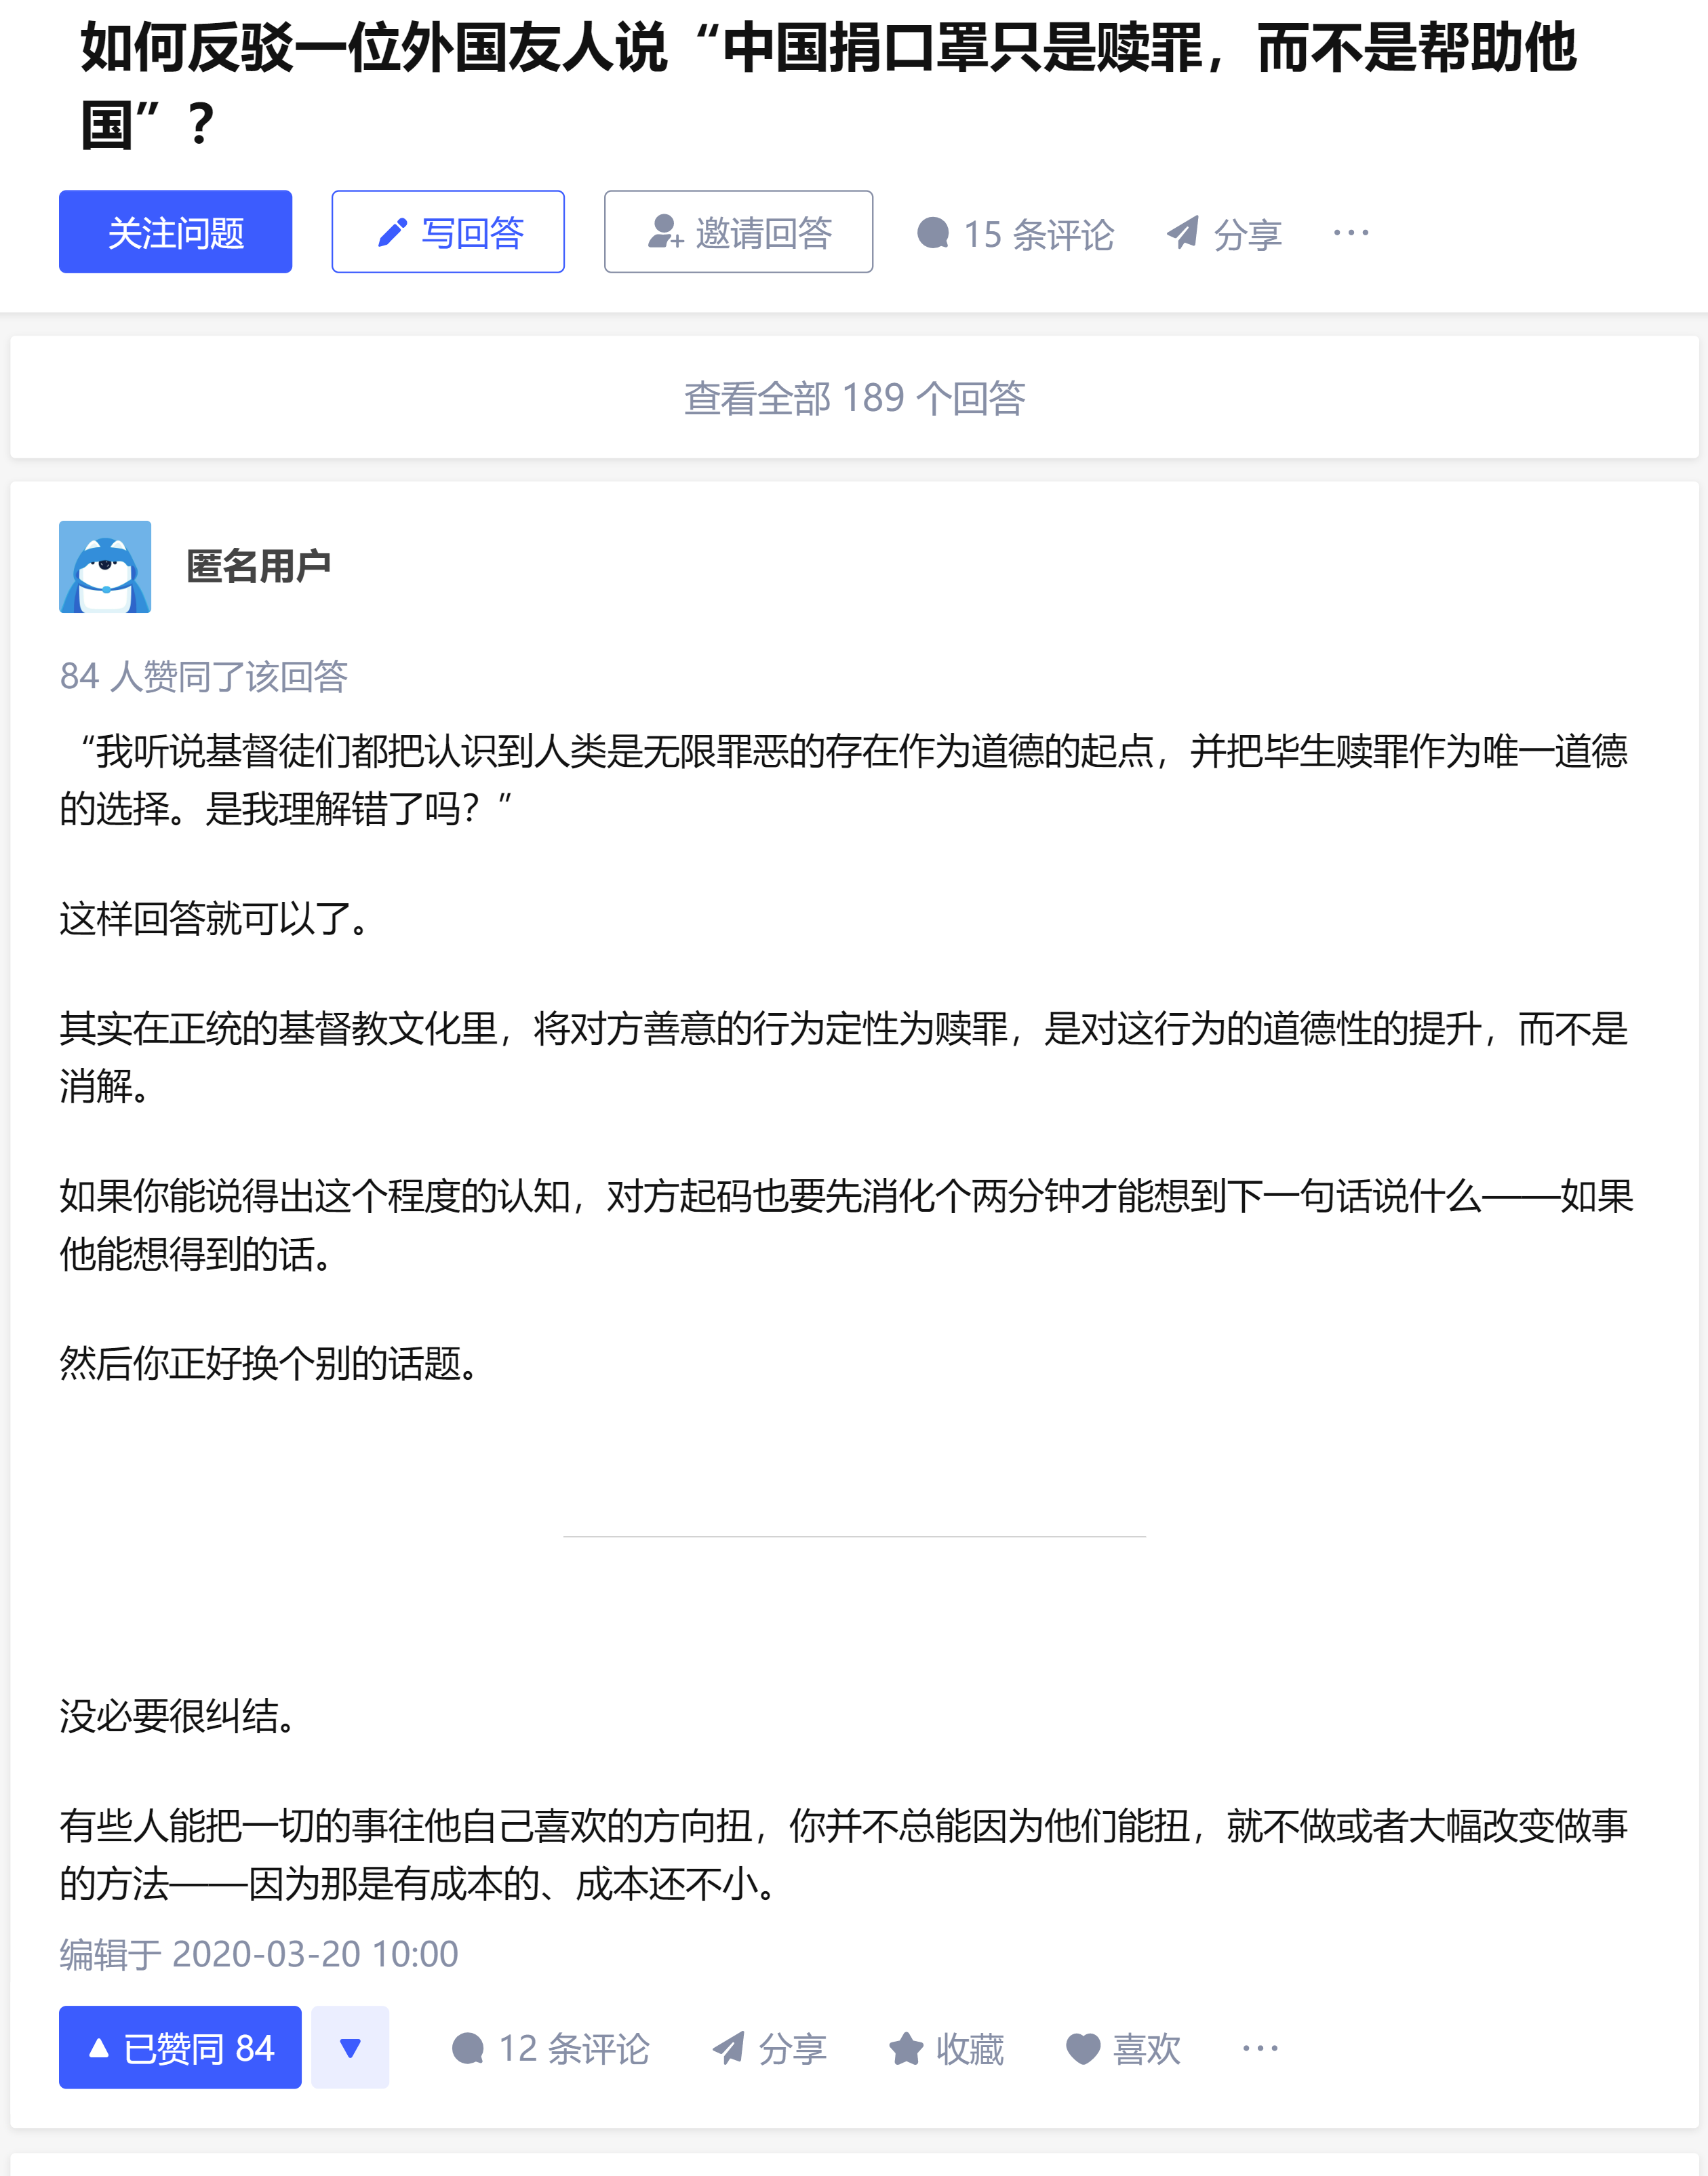 如何反驳一位外国友人说“中国捐口罩只是赎罪，而不是帮助他
国”？
关注问题 写回答 邀请回答 15 条评论 分享
查看全部 189 个回答
匿名用户
84 人赞同了该回答
“我听说基督徒们都把认识到人类是无限罪恶的存在作为道德的起点，并把毕生赎罪作为唯一道德
的选择。是我理解错了吗？”
这样回答就可以了。
其实在正统的基督教文化里，将对方善意的行为定性为赎罪，是对这行为的道德性的提升，而不是
消解。
如果你能说得出这个程度的认知，对方起码也要先消化个两分钟才能想到下一句话说什么——如果
他能想得到的话。
然后你正好换个别的话题。
没必要很纠结。
有些人能把一切的事往他自己喜欢的方向扭，你并不总能因为他们能扭，就不做或者大幅改变做事
的方法——因为那是有成本的、成本还不小。
编辑于 2020-03-20 10:00
已赞同 84 12 条评论 分享 收藏 喜欢